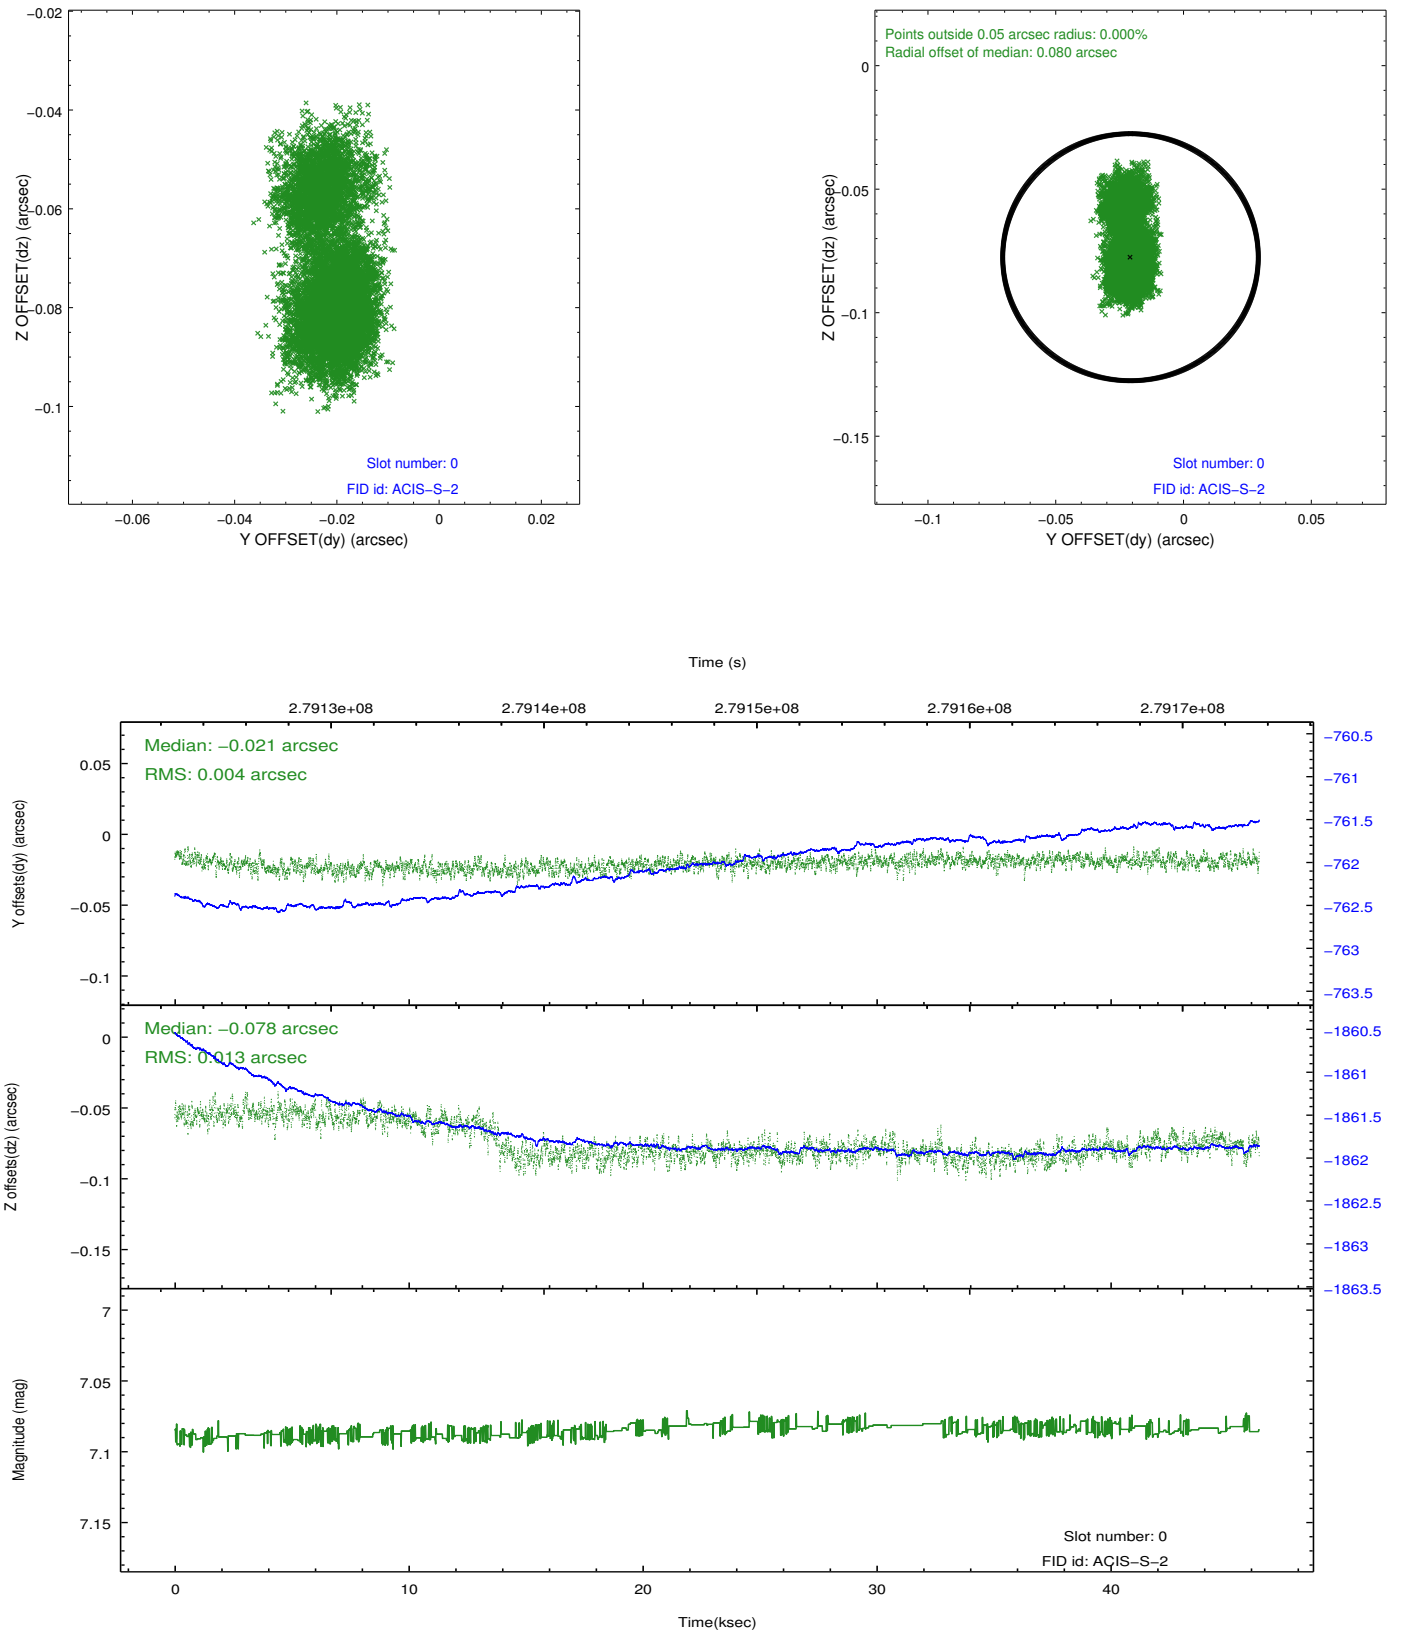 −0.02
−0.04
−0.06
−0.08
−0.1
Z OFFSET(dz) (arcsec)
Slot number: 0
FID id: ACIS−S−2
−0.06
−0.04
−0.02
0
0.02
Y OFFSET(dy) (arcsec)
Points outside 0.05 arcsec radius: 0.000%
Radial offset of median: 0.080 arcsec
0
−0.05
−0.1
−0.15
Z OFFSET(dz) (arcsec)
Slot number: 0
FID id: ACIS−S−2
−0.1
−0.05
0
0.05
Y OFFSET(dy) (arcsec)
Time (s)
2.7913e+08
2.7914e+08
2.7915e+08
2.7916e+08
2.7917e+08
Median: −0.021 arcsec
RMS: 0.004 arcsec
0.05
0
−0.05
−0.1
Y offsets(dy) (arcsec)
−760.5
−761
−761.5
−762
−762.5
−763
−763.5
Median: −0.078 arcsec
RMS: 0.013 arcsec
0
−0.05
−0.1
−0.15
Z offsets(dz) (arcsec)
−1860.5
−1861
−1861.5
−1862
−1862.5
−1863
−1863.5
7
7.05
7.1
7.15
Magnitude (mag)
Slot number: 0
FID id: ACIS−S−2
0
10
20
30
40
Time(ksec)